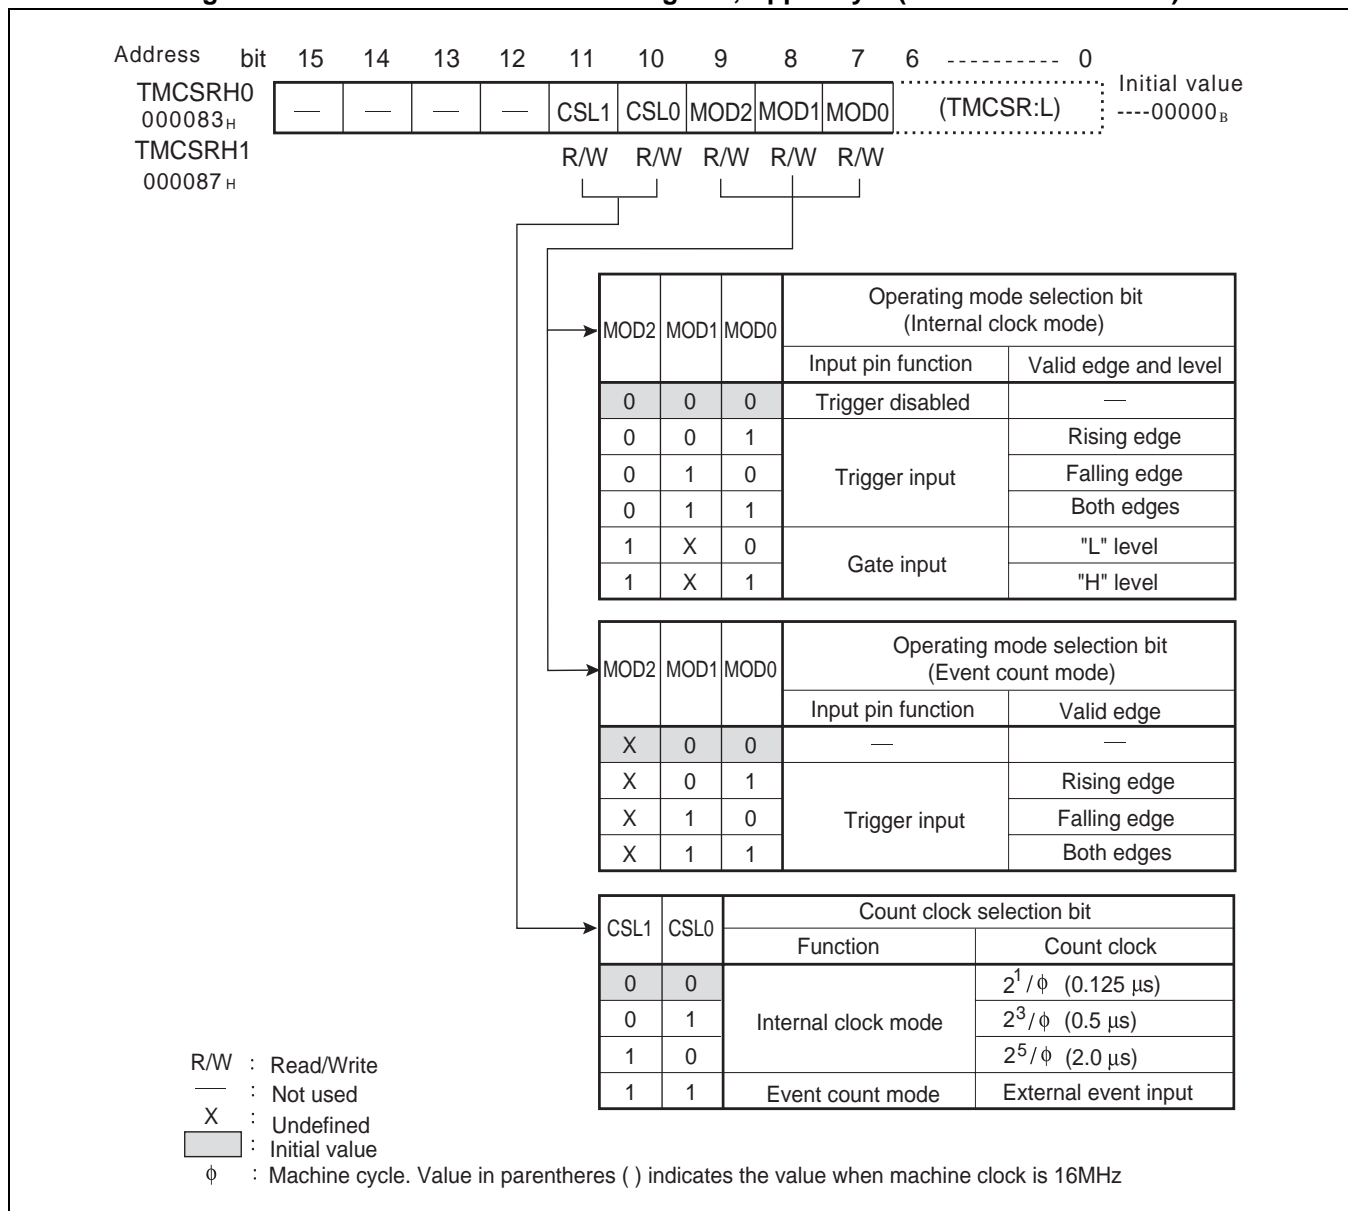 Address bit 15 14 13 12 11 10 9 8 7 6 ---------- 0
TMCSRH0
000083H
— — — — CSL1 CSL0 MOD2 MOD1 MOD0 (TMCSR:L)
Initial value
----00000B
TMCSRH1
000087H
R/W R/W R/W R/W R/W
MOD2 MOD1 MOD0
Operating mode selection bit
(Internal clock mode)
Input pin function Valid edge and level
0 0 0 Trigger disabled —
0 0 1 Rising edge
0 1 0 Trigger input Falling edge
0 1 1 Both edges
1 X 0 Gate input "L" level
1 X 1 "H" level
MOD2 MOD1 MOD0
Operating mode selection bit
(Event count mode)
Input pin function Valid edge
X 0 0 — —
X 0 1 Rising edge
X 1 0 Trigger input Falling edge
X 1 1 Both edges
CSL1 CSL0
Count clock selection bit
Function Count clock
0 0 2¹/ϕ (0.125 μs)
0 1 Internal clock mode 2³/ϕ (0.5 μs)
1 0 2⁵/ϕ (2.0 μs)
1 1 Event count mode External event input
R/W : Read/Write
— : Not used
X : Undefined
: Initial value
ϕ : Machine cycle. Value in parentheres ( ) indicates the value when machine clock is 16MHz